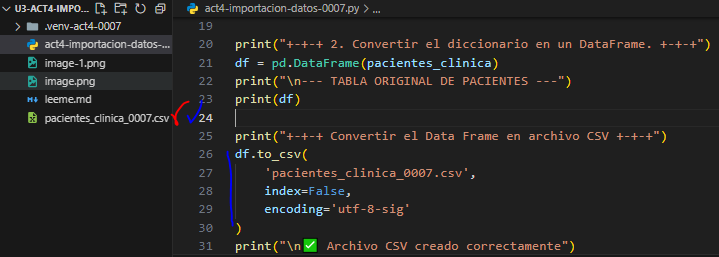 U3-ACT4-IMPO...
.venv-act4-0007
act4-importacion-datos-...
image-1.png
image.png
leeme.md
pacientes_clinica_0007.csv
act4-importacion-datos-0007.py > ...
19
20 print("+-+-+ 2. Convertir el diccionario en un DataFrame. +-+-+")
21 df = pd.DataFrame(pacientes_clinica)
22 print("\n--- TABLA ORIGINAL DE PACIENTES ---")
23 print(df)
24
25 print("+-+-+ Convertir el Data Frame en archivo CSV +-+-+")
26 df.to_csv(
27 'pacientes_clinica_0007.csv',
28 index=False,
29 encoding='utf-8-sig'
30 )
31 print("\n✅ Archivo CSV creado correctamente")